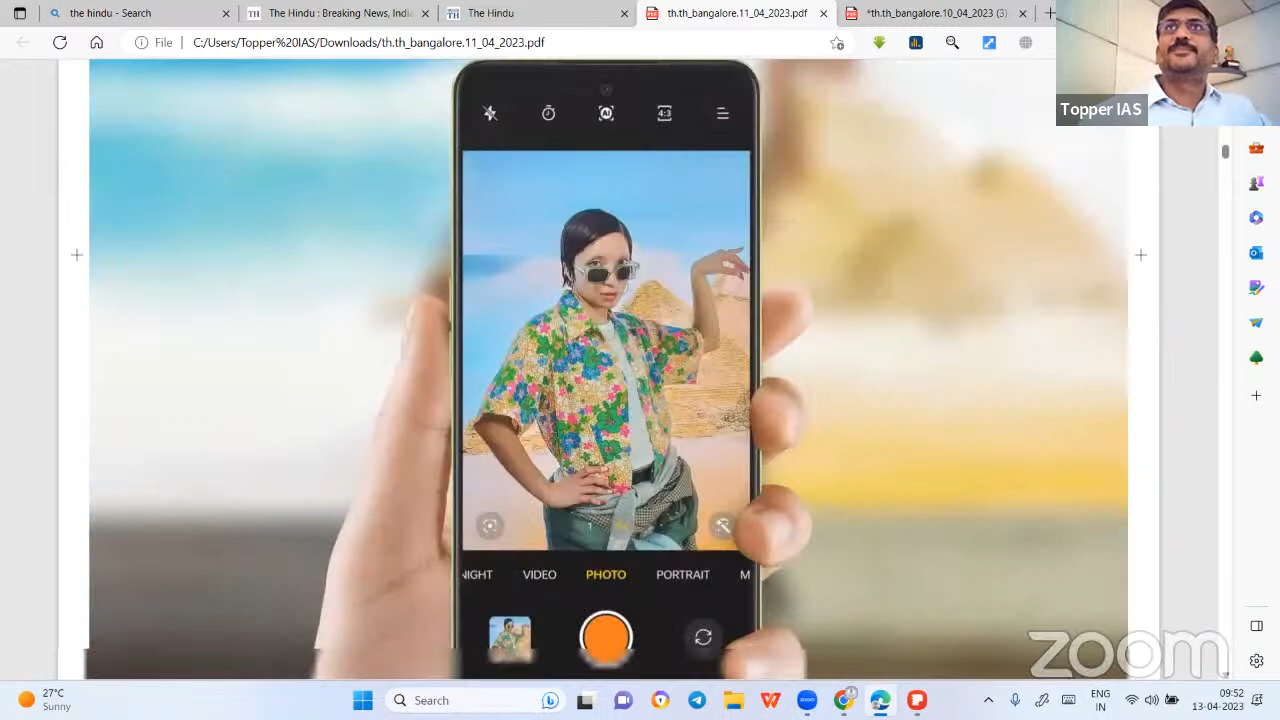 the hindu - Search
The Hindu : Breaking News India
The Hindu
th.th_bangalore.11_04_2023.pdf
*th.th_bangalore.10_04_2023 (3)
File
C:/Users/Topper%20IAS/Downloads/th.th_bangalore.11_04_2023.pdf
Topper IAS
AI
4:3
NIGHT
VIDEO
PHOTO
PORTRAIT
M
1
zoom
27°C
Sunny
Search
ENG
IN
09:52
13-04-2023